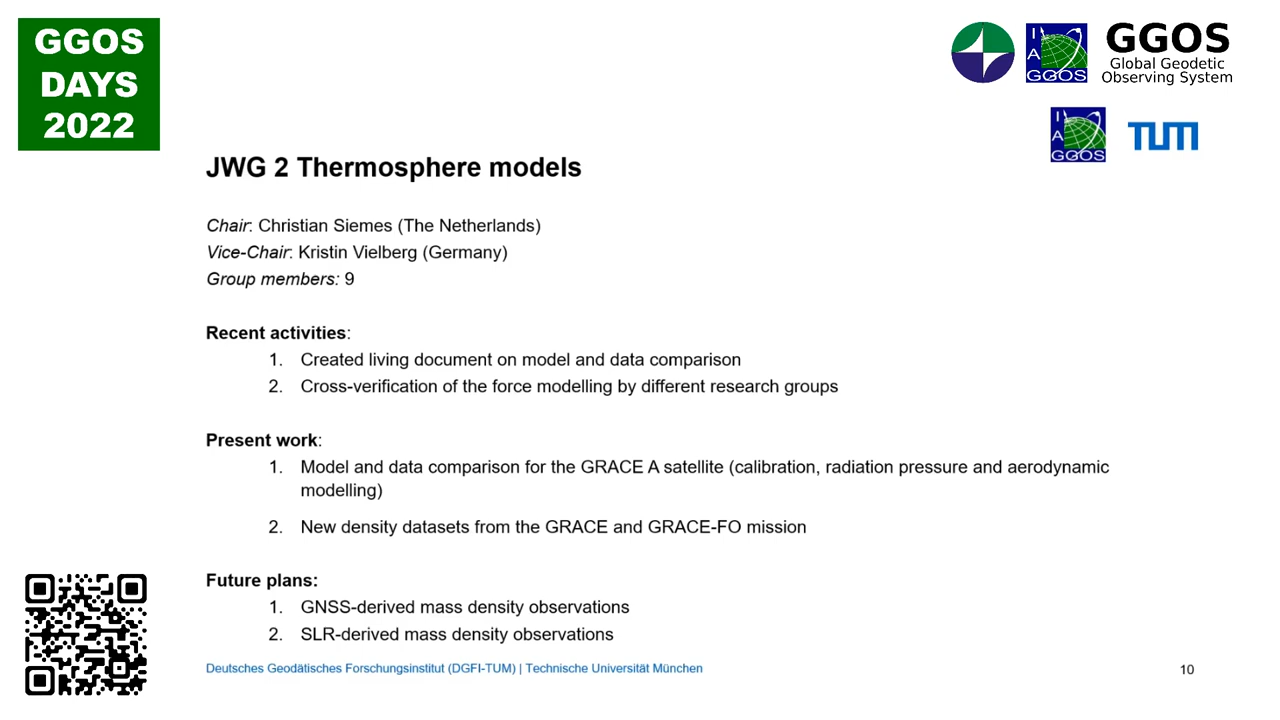 GGOS
DAYS
2022
I
A
GGOS
GGOS
Global Geodetic
Observing System
I
A
GGOS
TUM
JWG 2 Thermosphere models
Chair: Christian Siemes (The Netherlands)
Vice-Chair: Kristin Vielberg (Germany)
Group members: 9
Recent activities:
1. Created living document on model and data comparison
2. Cross-verification of the force modelling by different research groups
Present work:
1. Model and data comparison for the GRACE A satellite (calibration, radiation pressure and aerodynamic
modelling)
2. New density datasets from the GRACE and GRACE-FO mission
Future plans:
1. GNSS-derived mass density observations
2. SLR-derived mass density observations
Deutsches Geodätisches Forschungsinstitut (DGFI-TUM) | Technische Universität München
10